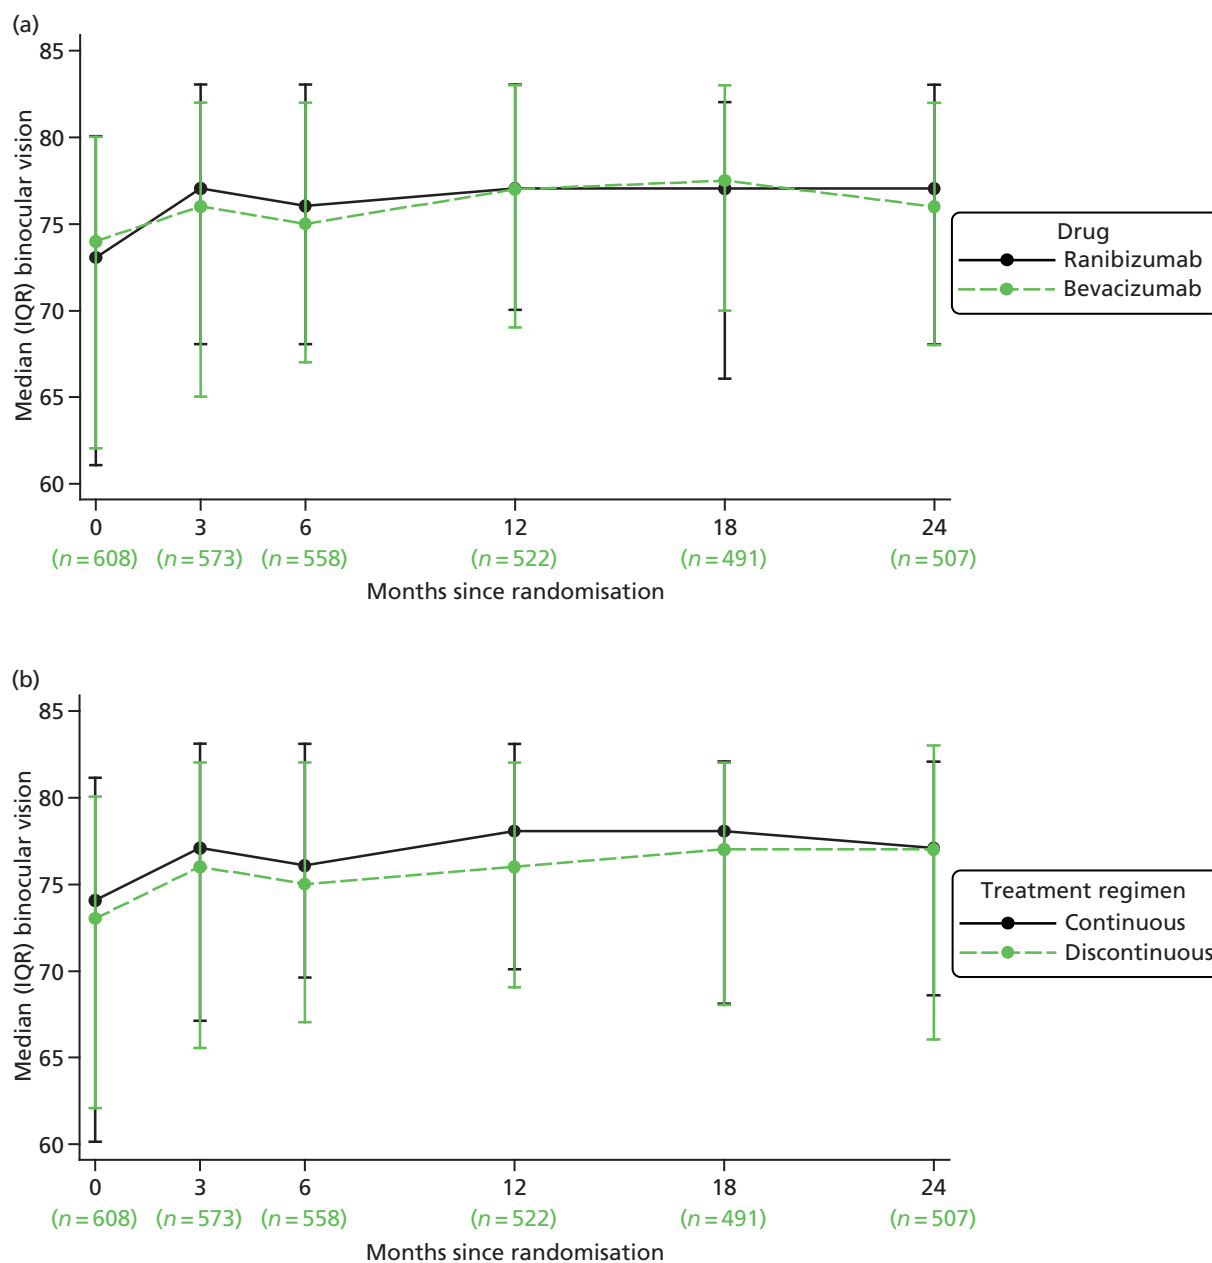 (a)
Median (IQR) binocular vision
85
80
75
70
65
60
0 3 6 12 18 24
(n=608) (n=573) (n=558) (n=522) (n=491) (n=507)
Months since randomisation
Drug
Ranibizumab
Bevacizumab
(b)
Median (IQR) binocular vision
85
80
75
70
65
60
0 3 6 12 18 24
(n=608) (n=573) (n=558) (n=522) (n=491) (n=507)
Months since randomisation
Treatment regimen
Continuous
Discontinuous